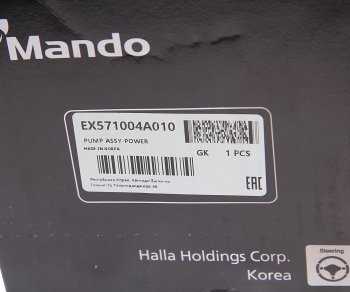 Mando
EX571004A010
PUMP ASSY-POWER
MADE IN KOREA
GK 1 PCS
EAC
Halla Holdings Corp.
Korea
Steering